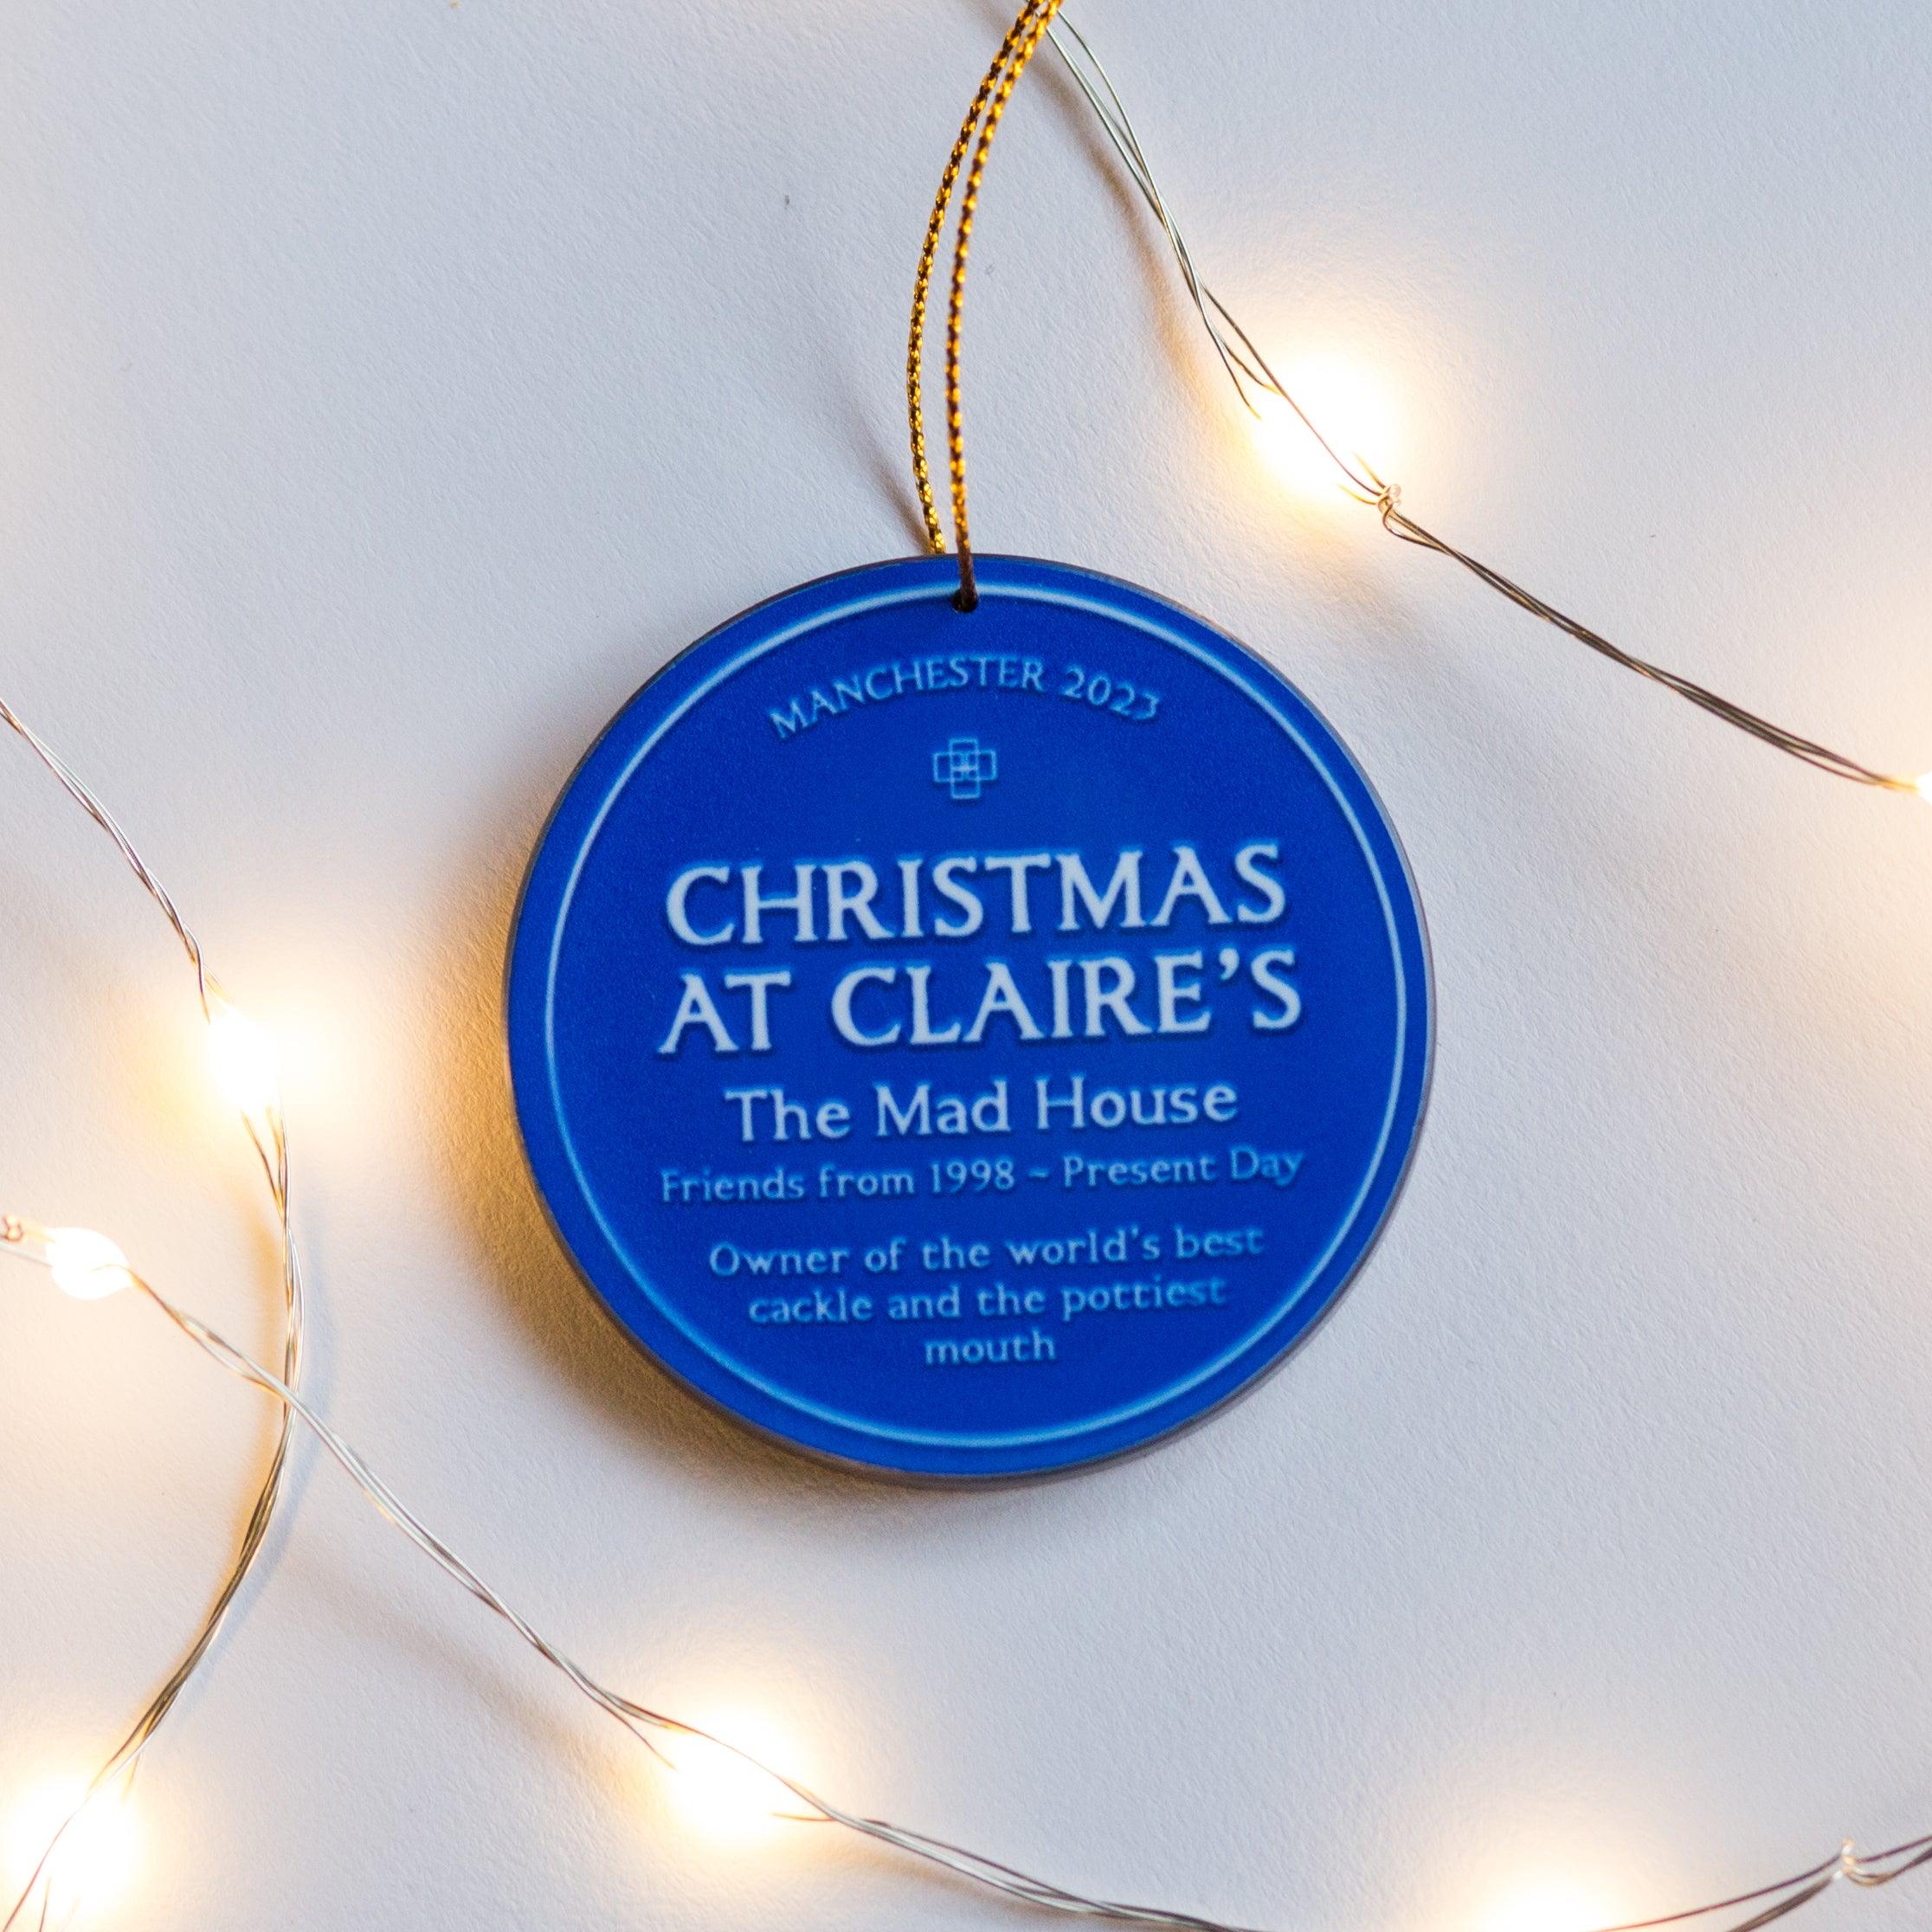 MANCHESTER 2023
CHRISTMAS
AT CLAIRE'S
The Mad House
Friends from 1998 ~ Present Day
Owner of the world's best
cackle and the pottiest
mouth